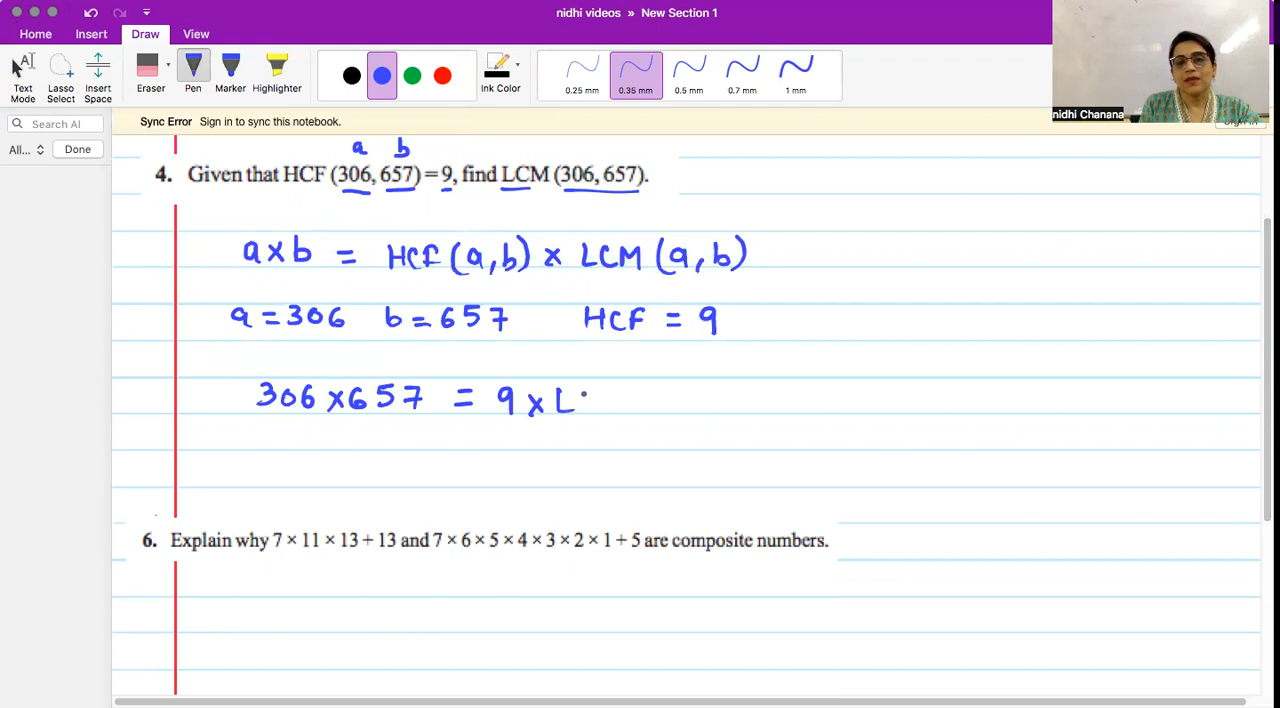 nidhi videos » New Section 1
Home Insert Draw View
Text Mode Lasso Select Insert Space Eraser Pen Marker Highlighter Ink Color 0.25 mm 0.35 mm 0.5 mm 0.7 mm 1 mm
nidhi Chanana
Search Al
Sync Error Sign in to sync this notebook.
All... Done
a b
4. Given that HCF (306, 657) = 9, find LCM (306, 657).
a × b = HCF (a, b) × LCM (a, b)
a = 306 b = 657 HCF = 9
306 × 657 = 9 × L
6. Explain why 7 × 11 × 13 + 13 and 7 × 6 × 5 × 4 × 3 × 2 × 1 + 5 are composite numbers.